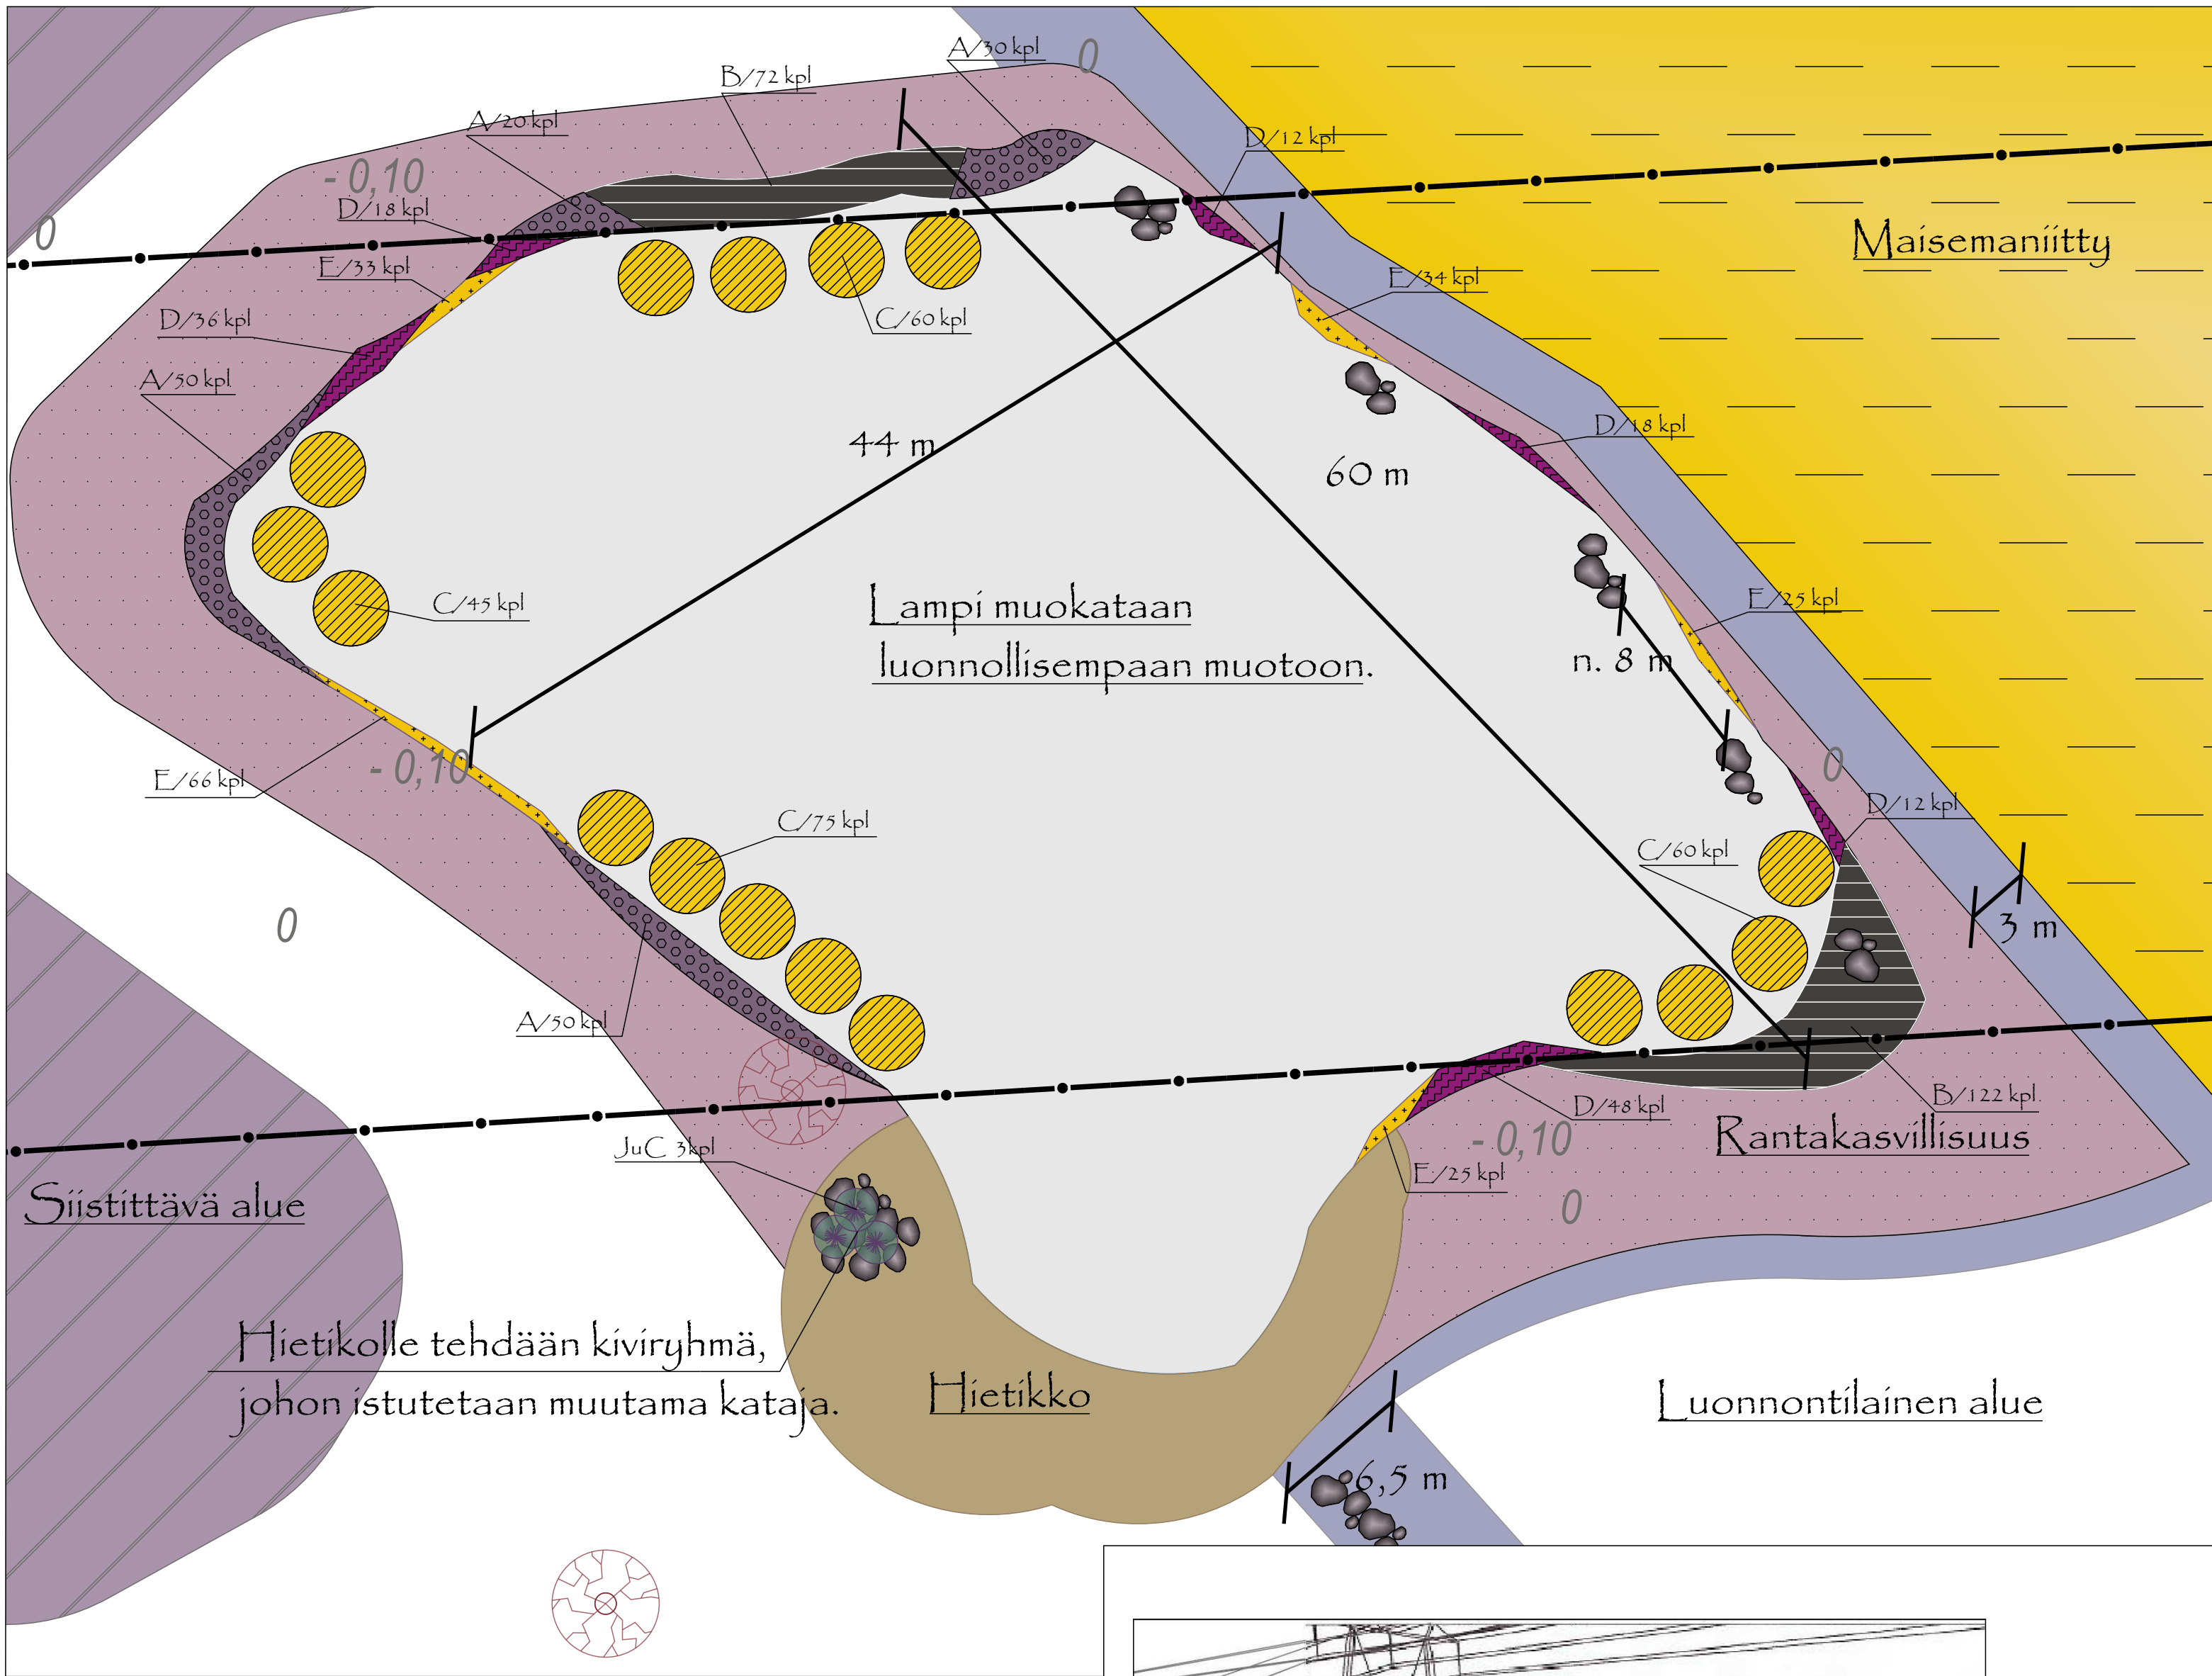 A/30 kpl
0
B/72 kpl
A/20 kpl
D/12 kpl
- 0,10
D/18 kpl
0
Maisemaniitty
E/33 kpl
E/34 kpl
D/36 kpl
C/60 kpl
A/50 kpl
D/18 kpl
44 m
60 m
Lampi muokataan
luonnollisempaan muotoon.
C/45 kpl
E/25 kpl
n. 8 m
- 0,10
0
E/66 kpl
D/12 kpl
C/75 kpl
C/60 kpl
0
3 m
A/50 kpl
B/122 kpl
D/48 kpl
- 0,10
Rantakasvillisuus
JuC 3kpl
E/25 kpl
Siistittävä alue
0
Hietikolle tehdään kiviryhmä,
johon istutetaan muutama kataja.
Hietikko
Luonnontilainen alue
6,5 m